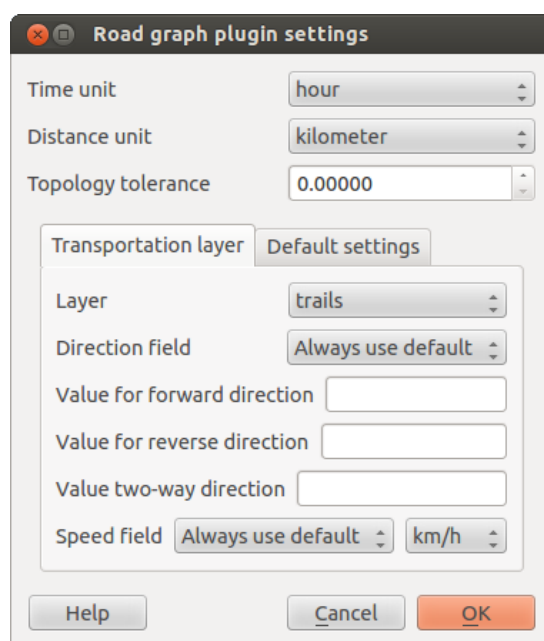 Road graph plugin settings
Time unit hour
Distance unit kilometer
Topology tolerance 0.00000
Transportation layer Default settings
Layer trails
Direction field Always use default
Value for forward direction
Value for reverse direction
Value two-way direction
Speed field Always use default km/h
Help Cancel OK